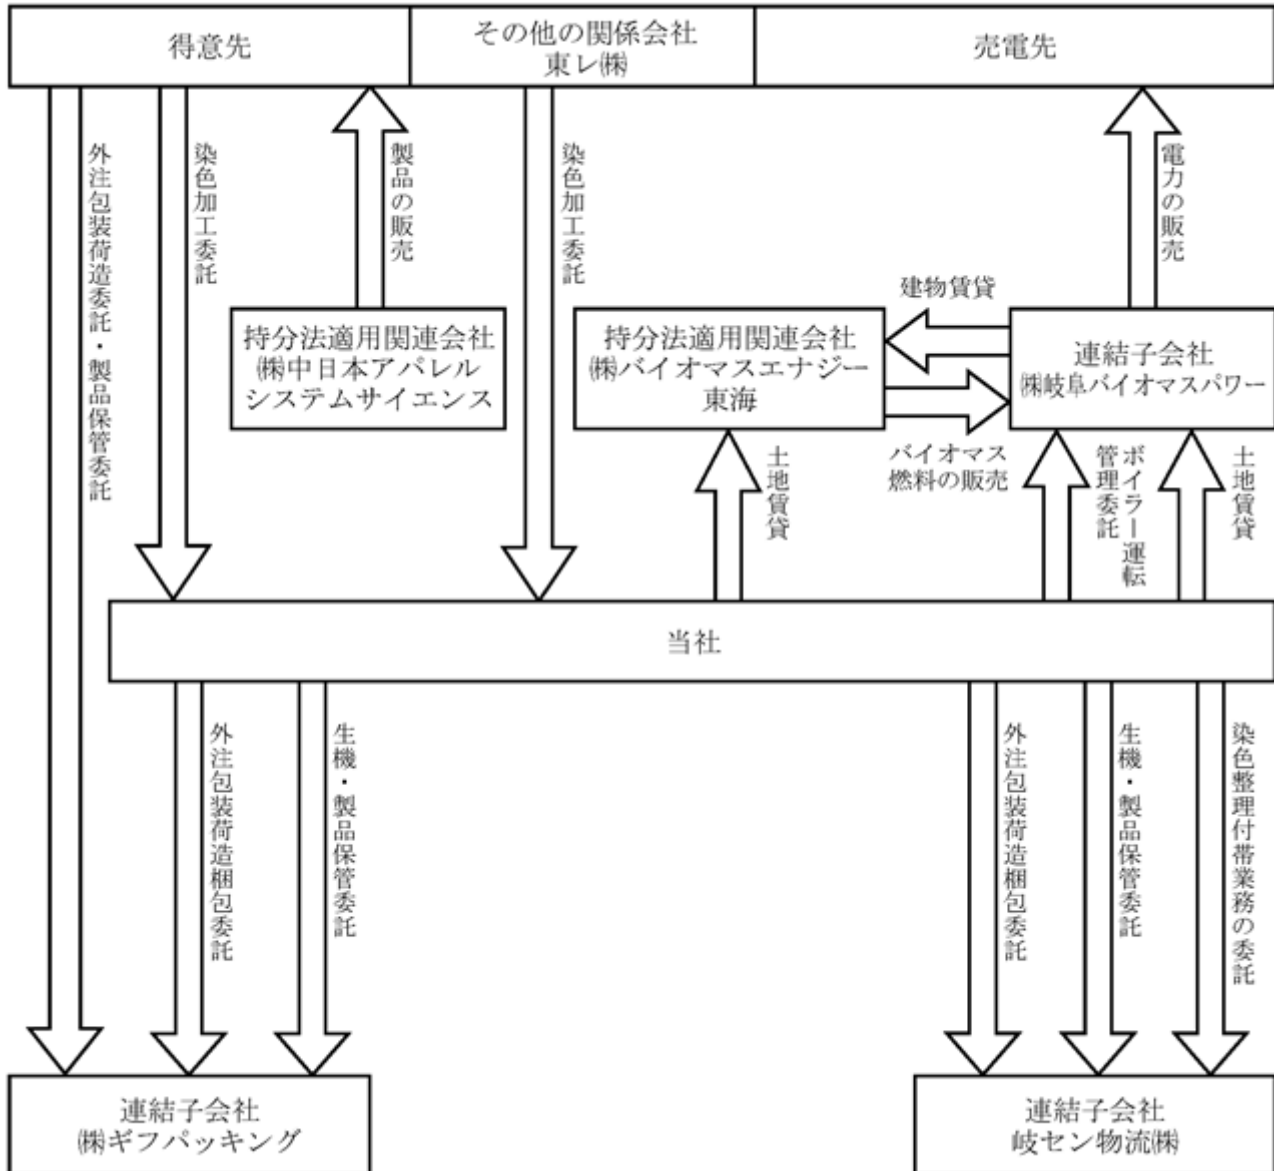 得意先
その他の関係会社
東レ㈱
売電先
外注包装荷造委託・製品保管委託
染色加工委託
製品の販売
染色加工委託
電力の販売
建物賃貸
持分法適用関連会社
㈱中日本アパレル
システムサイエンス
持分法適用関連会社
㈱バイオマスエナジー
東海
連結子会社
㈱岐阜バイオマスパワー
土地賃貸
バイオマス
燃料の販売
ボイラー運転
管理委託
土地賃貸
当社
外注包装荷造梱包委託
生機・製品保管委託
外注包装荷造梱包委託
生機・製品保管委託
染色整理付帯業務の委託
連結子会社
㈱ギフパッキング
連結子会社
岐セン物流㈱